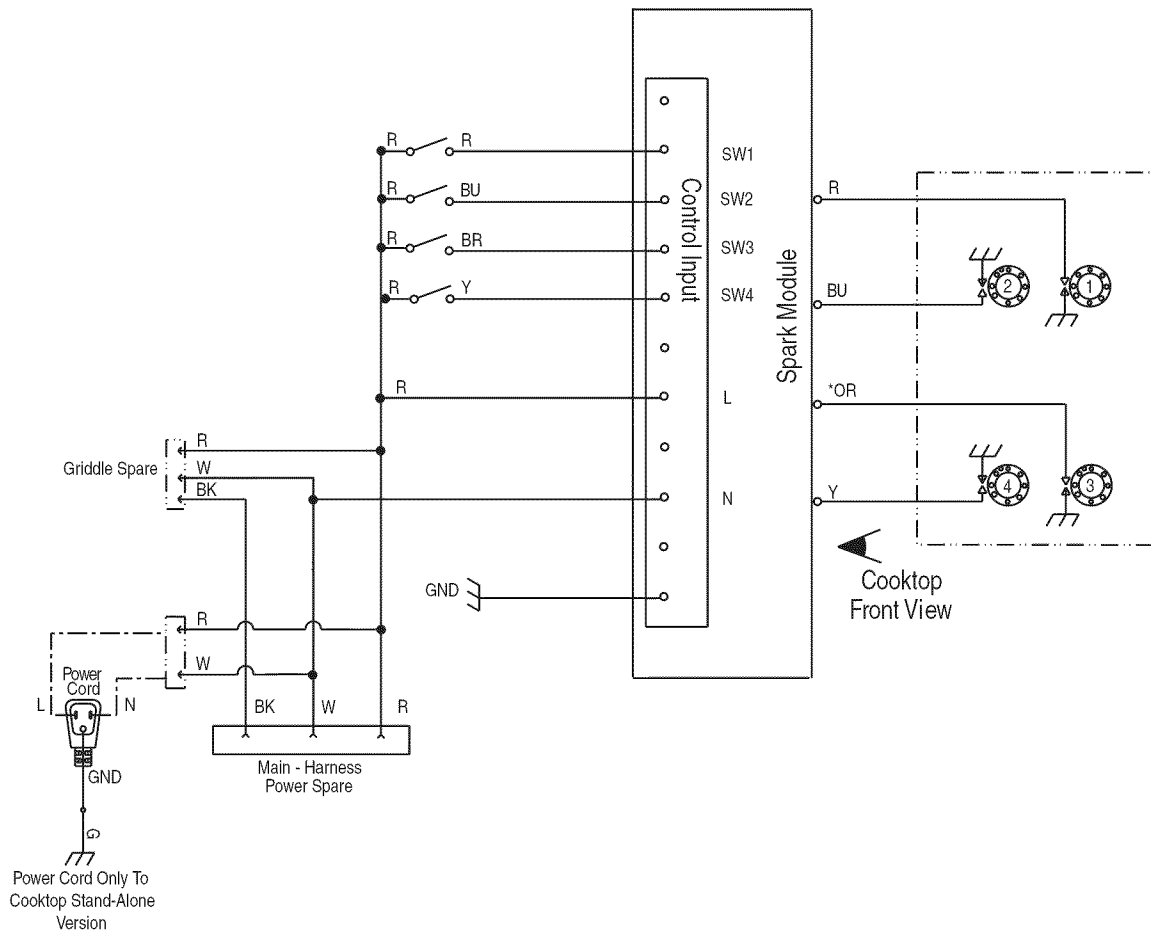 R R
SW1
R BU
SW2
R BR
SW3
R Y
SW4
Control Input
Spark Module
R
BU
*OR
Y
2
1
4
3
R
L
N
Griddle Spare
R
W
BK
GND
Cooktop
Front View
R
W
Power
Cord
L
N
GND
G
BK
W
R
Main - Harness
Power Spare
Power Cord Only To
Cooktop Stand-Alone
Version